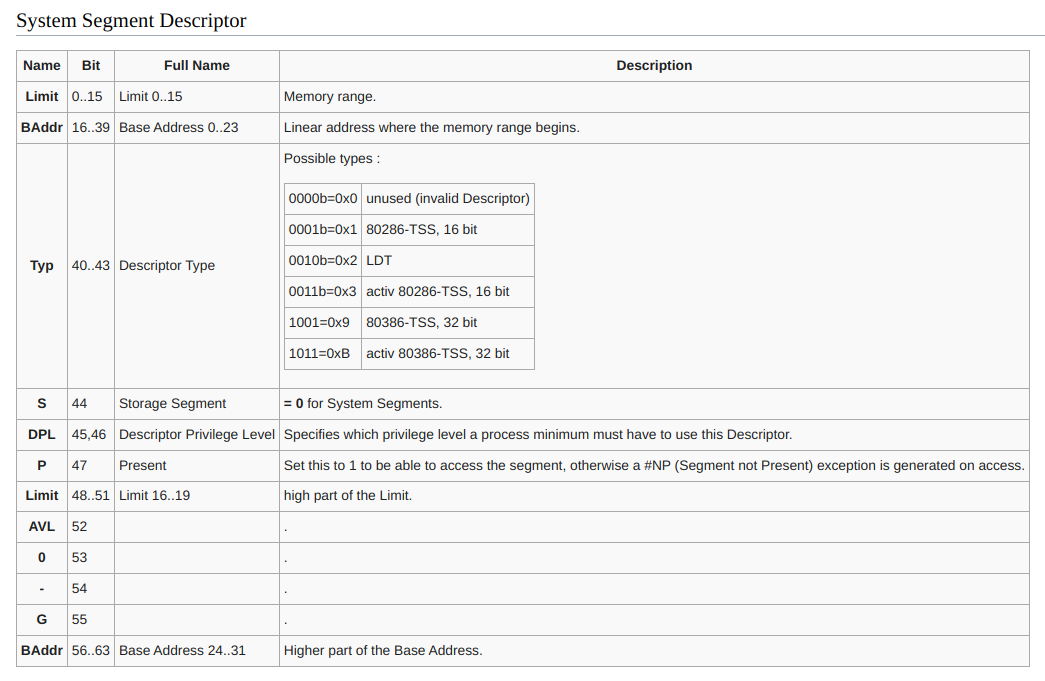 System Segment Descriptor
Name Bit Full Name Description
Limit 0..15 Limit 0..15 Memory range.
BAddr 16..39 Base Address 0..23 Linear address where the memory range begins.
Typ 40..43 Descriptor Type Possible types :
0000b=0x0 unused (invalid Descriptor)
0001b=0x1 80286-TSS, 16 bit
0010b=0x2 LDT
0011b=0x3 activ 80286-TSS, 16 bit
1001=0x9 80386-TSS, 32 bit
1011=0xB activ 80386-TSS, 32 bit
S 44 Storage Segment = 0 for System Segments.
DPL 45,46 Descriptor Privilege Level Specifies which privilege level a process minimum must have to use this Descriptor.
P 47 Present Set this to 1 to be able to access the segment, otherwise a #NP (Segment not Present) exception is generated on access.
Limit 48..51 Limit 16..19 high part of the Limit.
AVL 52 .
0 53 .
- 54 .
G 55 .
BAddr 56..63 Base Address 24..31 Higher part of the Base Address.